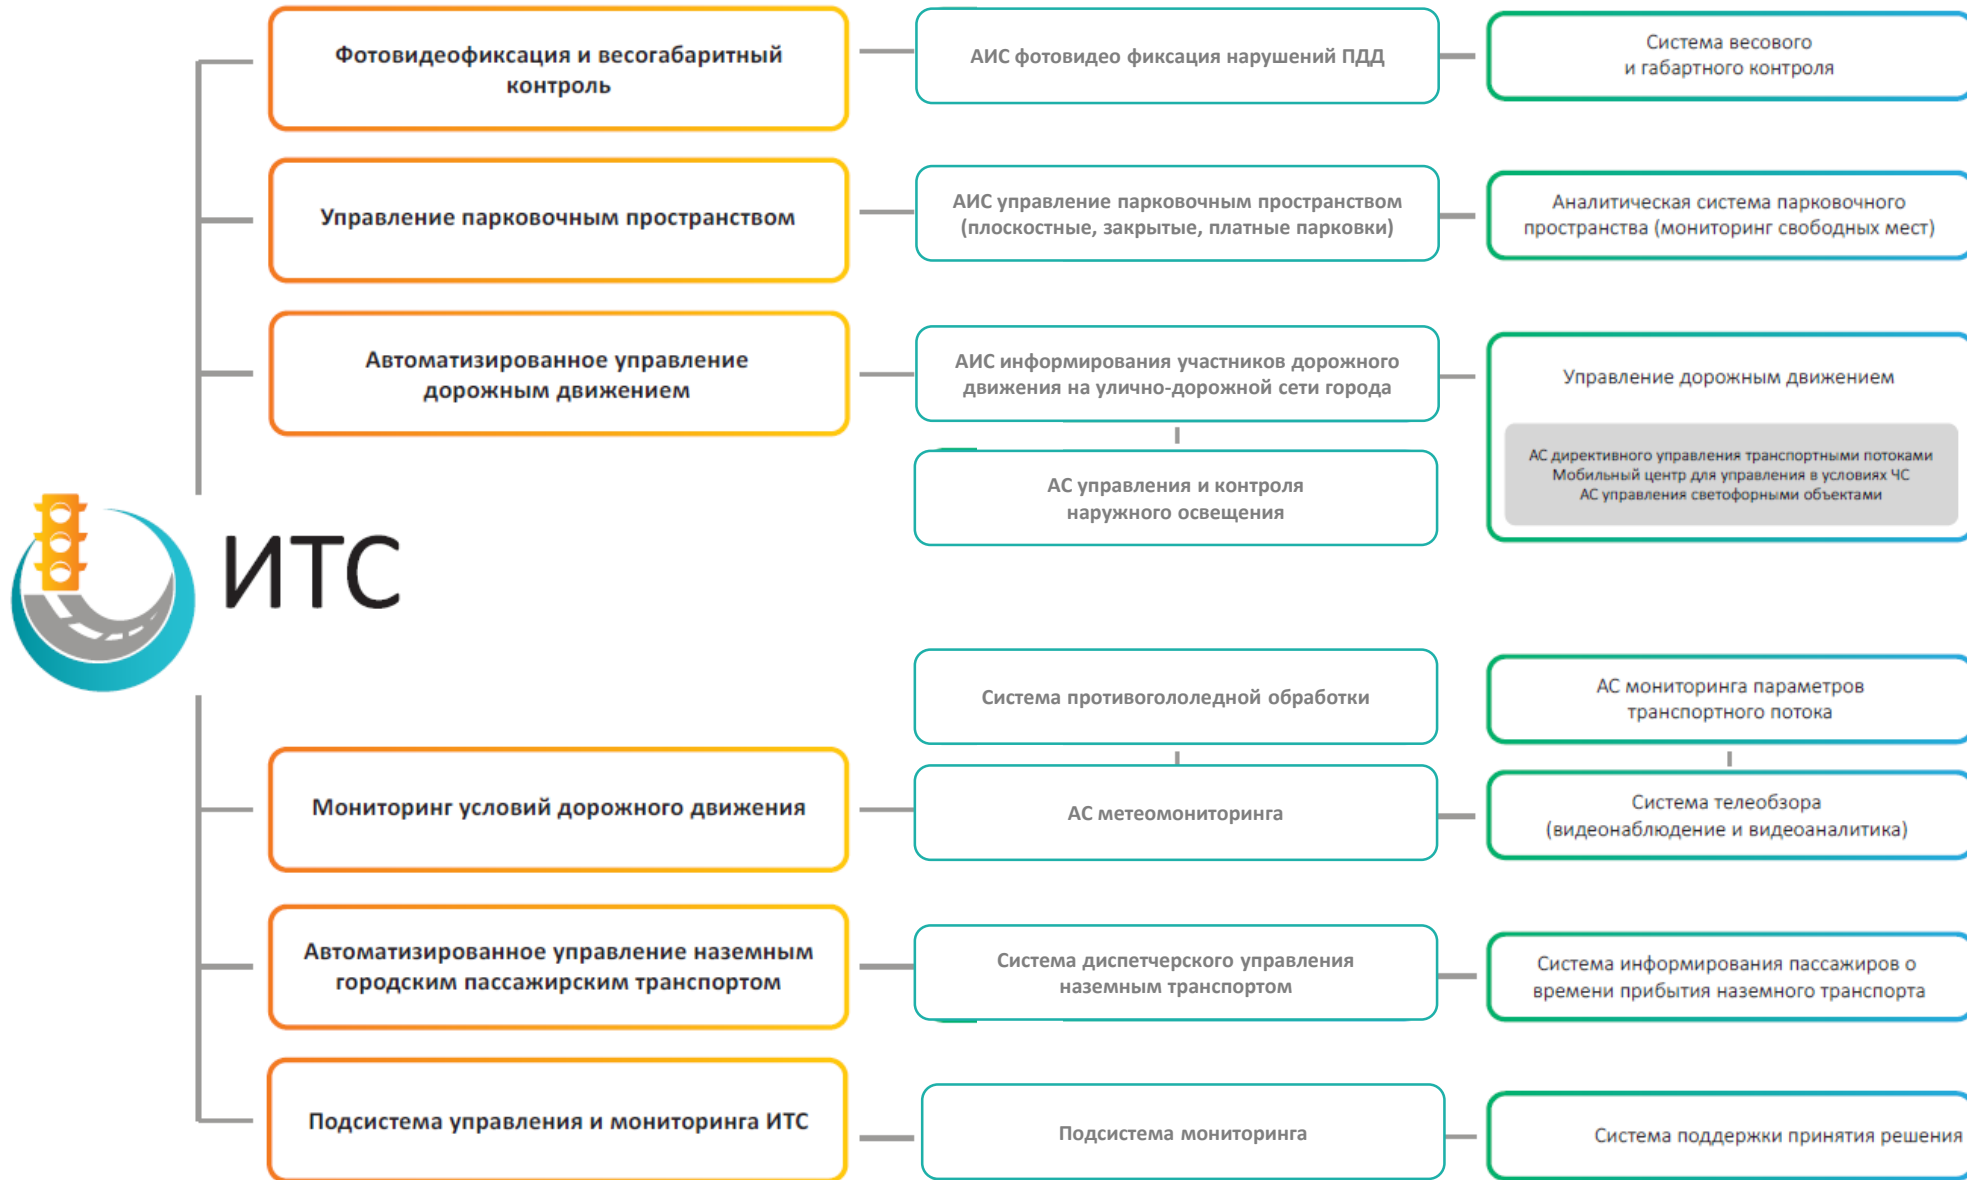 Фотовидеофиксация и весогабаритный
контроль
АИС фотовидео фиксация нарушений ПДД
Система весового
и габартного контроля
Управление парковочным пространством
АИС управление парковочным пространством
(плоскостные, закрытые, платные парковки)
Аналитическая система парковочного
пространства (мониторинг свободных мест)
Автоматизированное управление
дорожным движением
АИС информирования участников дорожного
движения на улично-дорожной сети города
Управление дорожным движением
АС директивного управления транспортными потоками
Мобильный центр для управления в условиях ЧС
АС управления светофорными объектами
АС управления и контроля
наружного освещения
ИТС
Система противогололедной обработки
АС мониторинга параметров
транспортного потока
Мониторинг условий дорожного движения
АС метеомониторинга
Система телеобзора
(видеонаблюдение и видеоаналитика)
Автоматизированное управление наземным
городским пассажирским транспортом
Система диспетчерского управления
наземным транспортом
Система информирования пассажиров о
времени прибытия наземного транспорта
Подсистема управления и мониторинга ИТС
Подсистема мониторинга
Система поддержки принятия решения